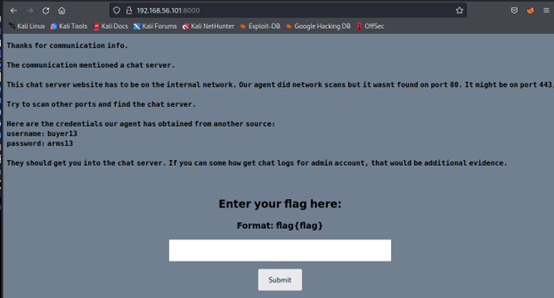 192.168.56.101:8000
Kali Linux Kali Tools Kali Docs Kali Forums Kali NetHunter Exploit-DB Google Hacking DB OffSec
Thanks for communication info.
The communication mentioned a chat server.
This chat server website has to be on the internal network. Our agent did network scans but it wasnt found on port 80. It might be on port 443,
Try to scan other ports and find the chat server.
Here are the credentials our agent has obtained from another source:
username: buyer13
password: arms13
They should get you into the chat server. If you can some how get chat logs for admin account, that would be additional evidence.
Enter your flag here:
Format: flag{flag}
Submit